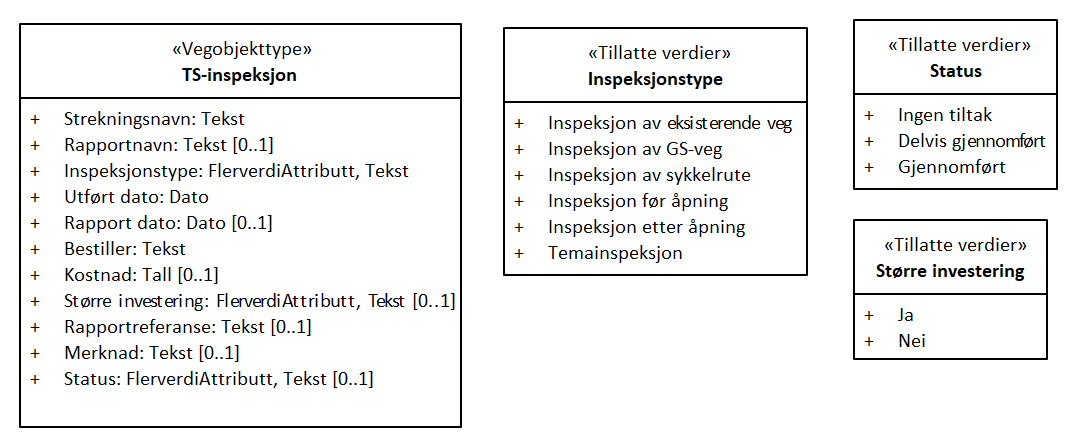 «Vegobjekttype»
TS-inspeksjon
+ Strekningsnavn: Tekst
+ Rapportnavn: Tekst [0..1]
+ Inspeksjonstype: FlerverdiAttributt, Tekst
+ Utført dato: Dato
+ Rapport dato: Dato [0..1]
+ Bestiller: Tekst
+ Kostnad: Tall [0..1]
+ Større investering: FlerverdiAttributt, Tekst [0..1]
+ Rapportreferanse: Tekst [0..1]
+ Merknad: Tekst [0..1]
+ Status: FlerverdiAttributt, Tekst [0..1]
«Tillatte verdier»
Inspeksjonstype
+ Inspeksjon av eksisterende veg
+ Inspeksjon av GS-veg
+ Inspeksjon av sykkelrute
+ Inspeksjon før åpning
+ Inspeksjon etter åpning
+ Temainspeksjon
«Tillatte verdier»
Status
+ Ingen tiltak
+ Delvis gjennomført
+ Gjennomført
«Tillatte verdier»
Større investering
+ Ja
+ Nei